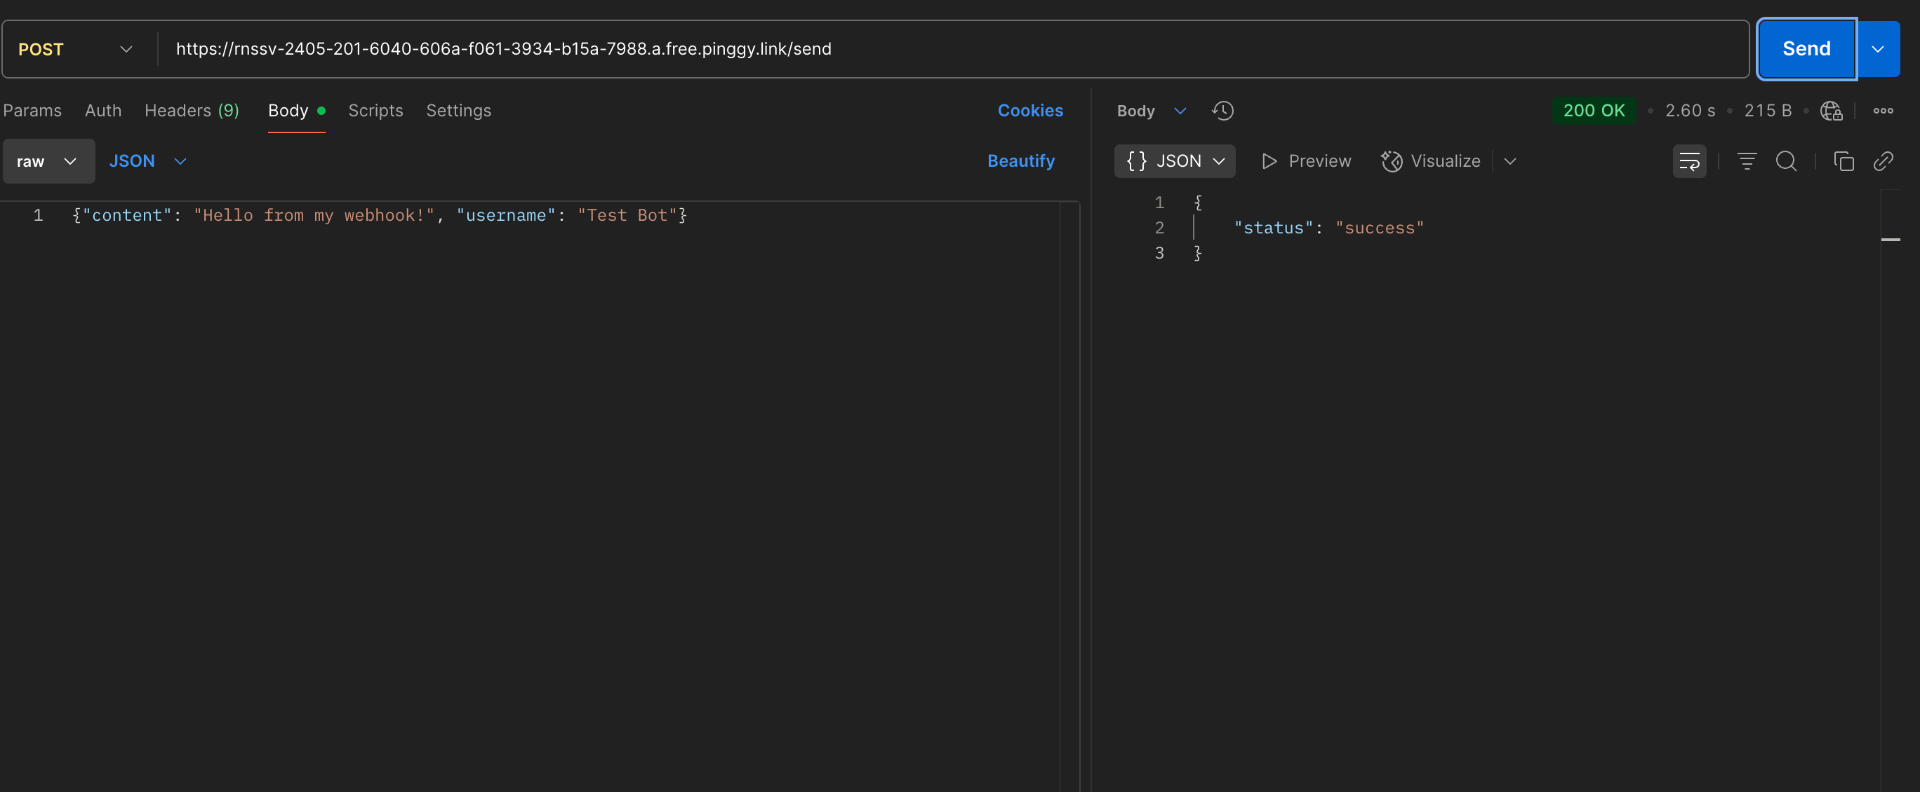 POST https://rnssv-2405-201-6040-606a-f061-3934-b15a-7988.a.free.pinggy.link/send Send
Params Auth Headers (9) Body Scripts Settings Cookies
raw JSON Beautify
1 {"content": "Hello from my webhook!", "username": "Test Bot"}
Body 200 OK • 2.60 s • 215 B
{} JSON Preview Visualize
1 {
2 "status": "success"
3 }